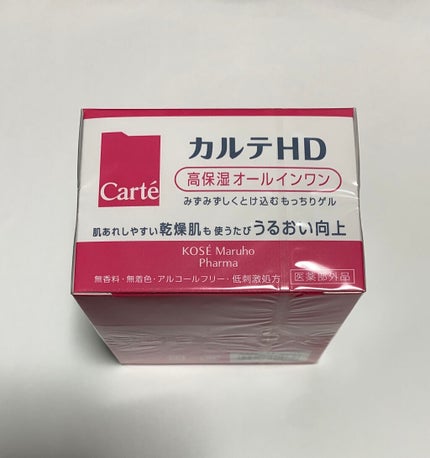 カルテHD
Carté
高保湿オールインワン
みずみずしくとけ込むもっちりゲル
肌あれしやすい乾燥肌も使うたびうるおい向上
KOSÉ Maruho
Pharma
無香料・無着色・アルコールフリー・低刺激処方
医薬部外品